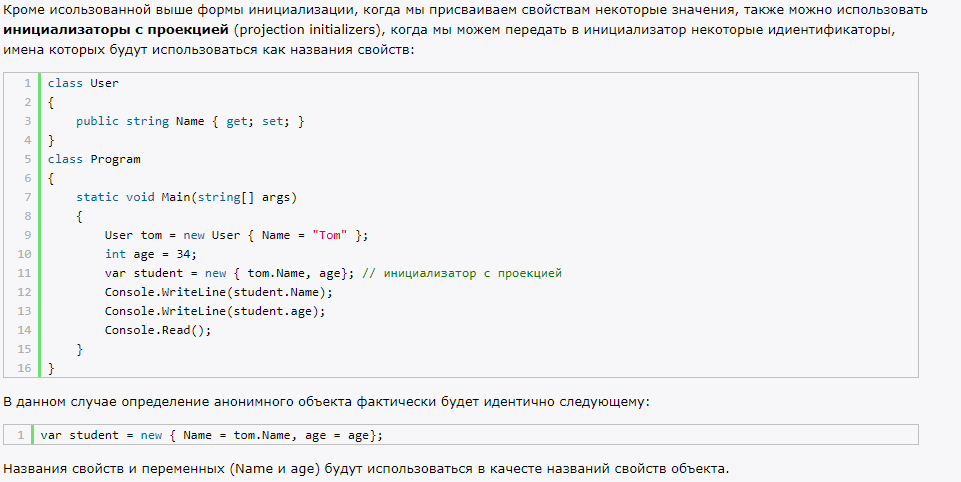 Кроме исользованной выше формы инициализации, когда мы присваиваем свойствам некоторые значения, также можно использовать
инициализаторы с проекцией (projection initializers), когда мы можем передать в инициализатор некоторые идиентификаторы,
имена которых будут использоваться как названия свойств:
1 class User
2 {
3     public string Name { get; set; }
4 }
5 class Program
6 {
7     static void Main(string[] args)
8     {
9         User tom = new User { Name = "Tom" };
10         int age = 34;
11         var student = new { tom.Name, age}; // инициализатор с проекцией
12         Console.WriteLine(student.Name);
13         Console.WriteLine(student.age);
14         Console.Read();
15     }
16 }
В данном случае определение анонимного объекта фактически будет идентично следующему:
1 var student = new { Name = tom.Name, age = age};
Названия свойств и переменных (Name и age) будут использоваться в качесте названий свойств объекта.